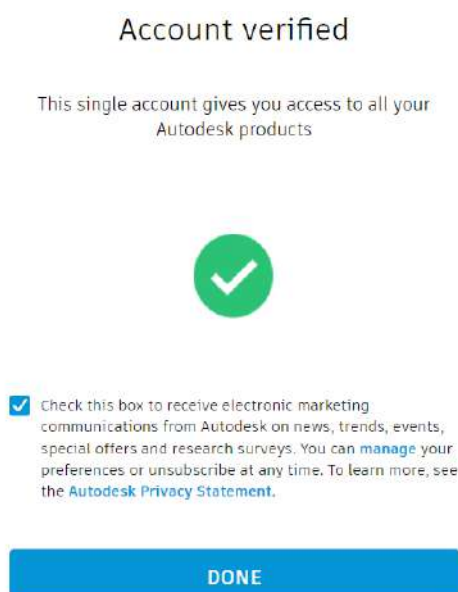 Account verified
This single account gives you access to all your
Autodesk products
Check this box to receive electronic marketing
communications from Autodesk on news, trends, events,
special offers and research surveys. You can manage your
preferences or unsubscribe at any time. To learn more, see
the Autodesk Privacy Statement.
DONE